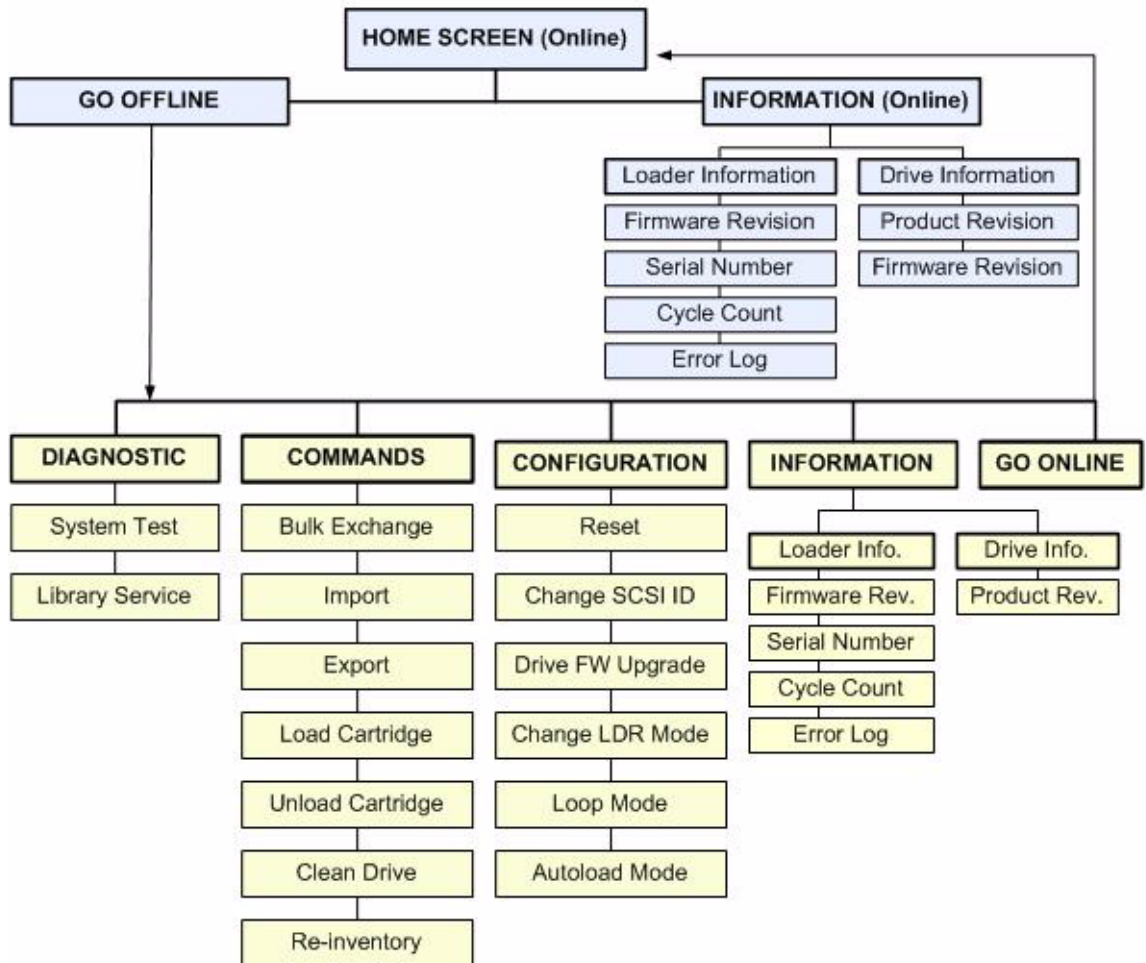 HOME SCREEN (Online)
GO OFFLINE
INFORMATION (Online)
Loader Information
Drive Information
Firmware Revision
Product Revision
Serial Number
Firmware Revision
Cycle Count
Error Log
DIAGNOSTIC
COMMANDS
CONFIGURATION
INFORMATION
GO ONLINE
System Test
Library Service
Bulk Exchange
Import
Export
Load Cartridge
Unload Cartridge
Clean Drive
Re-inventory
Reset
Change SCSI ID
Drive FW Upgrade
Change LDR Mode
Loop Mode
Autoload Mode
Loader Info.
Drive Info.
Firmware Rev.
Product Rev.
Serial Number
Cycle Count
Error Log